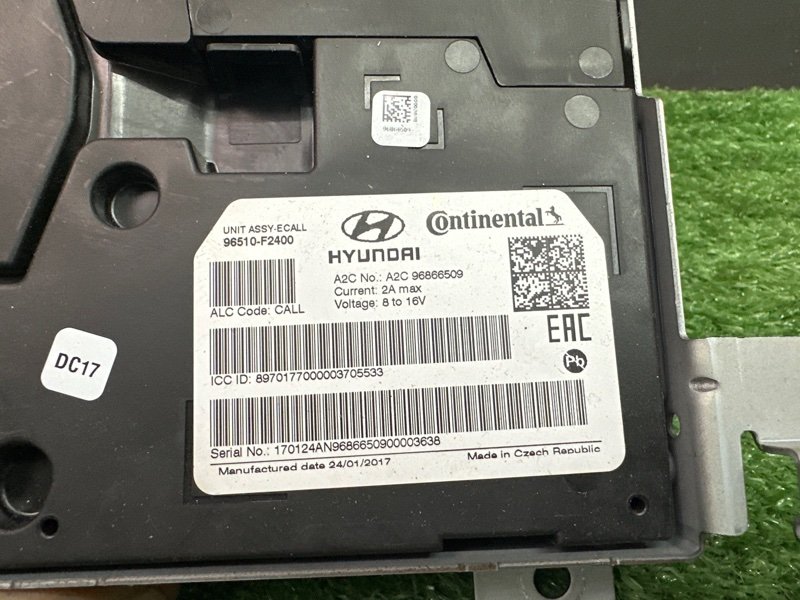 UNIT ASSY-ECALL
96510-F2400
HYUNDAI
Continental
A2C No.: A2C 96866509
Current: 2A max
Voltage: 8 to 16V
ALC Code: CALL
EAC
Pb
ICC ID: 8970177000003705533
Serial No.: 170124AN9686650900003638
Manufactured date 24/01/2017
Made in Czech Republic
DC17